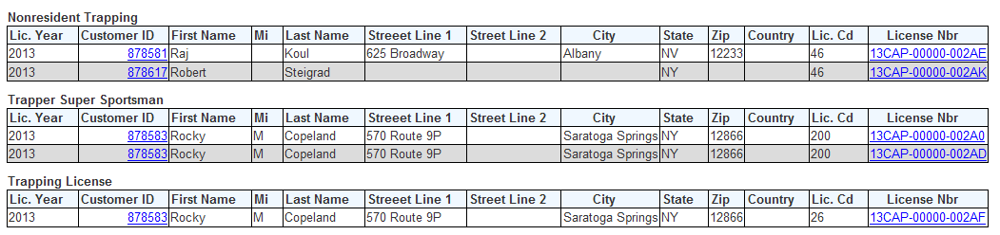 Nonresident Trapping
Lic. Year Customer ID First Name Mi Last Name Streeet Line 1 Street Line 2 City State Zip Country Lic. Cd License Nbr
2013 878581 Raj Koul 625 Broadway Albany NV 12233 46 13CAP-00000-002AE
2013 878617 Robert Steigrad NY 46 13CAP-00000-002AK
Trapper Super Sportsman
Lic. Year Customer ID First Name Mi Last Name Streeet Line 1 Street Line 2 City State Zip Country Lic. Cd License Nbr
2013 878583 Rocky M Copeland 570 Route 9P Saratoga Springs NY 12866 200 13CAP-00000-002A0
2013 878583 Rocky M Copeland 570 Route 9P Saratoga Springs NY 12866 200 13CAP-00000-002AD
Trapping License
Lic. Year Customer ID First Name Mi Last Name Streeet Line 1 Street Line 2 City State Zip Country Lic. Cd License Nbr
2013 878583 Rocky M Copeland 570 Route 9P Saratoga Springs NY 12866 26 13CAP-00000-002AF